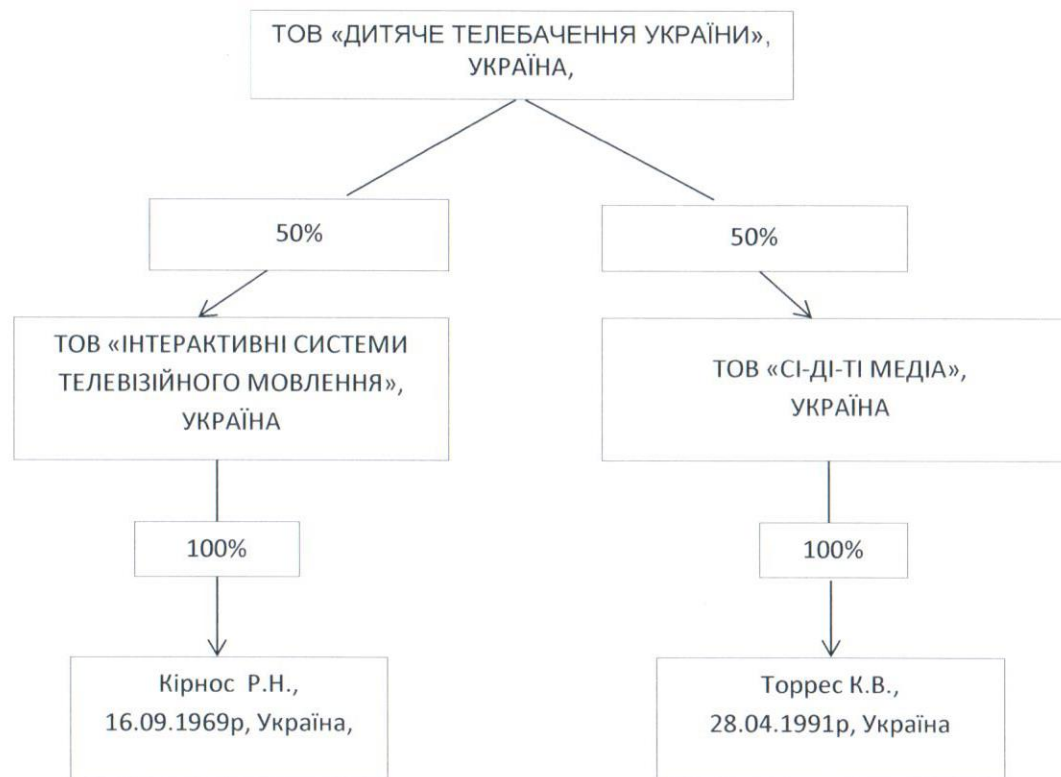 ТОВ «ДИТЯЧЕ ТЕЛЕБАЧЕННЯ УКРАЇНИ»,
УКРАЇНА,
50%
50%
ТОВ «ІНТЕРАКТИВНІ СИСТЕМИ
ТЕЛЕВІЗІЙНОГО МОВЛЕННЯ»,
УКРАЇНА
ТОВ «СІ-ДІ-ТІ МЕДІА»,
УКРАЇНА
100%
100%
Кірнос Р.Н.,
16.09.1969р, Україна,
Торрес К.В.,
28.04.1991р, Україна